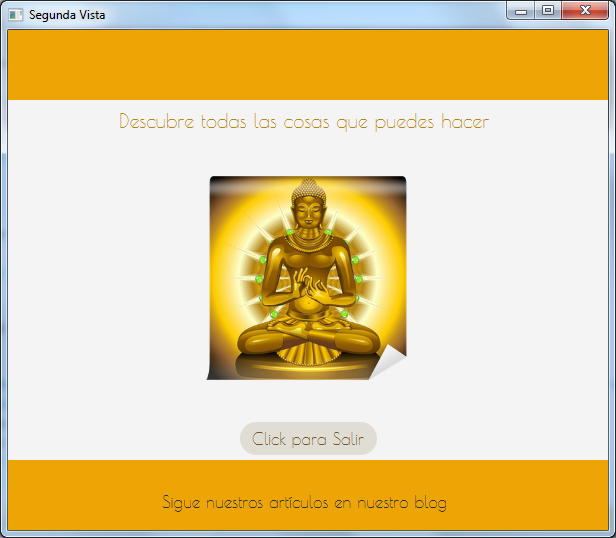 Segunda Vista
Descubre todas las cosas que puedes hacer
Click para Salir
Sigue nuestros artículos en nuestro blog